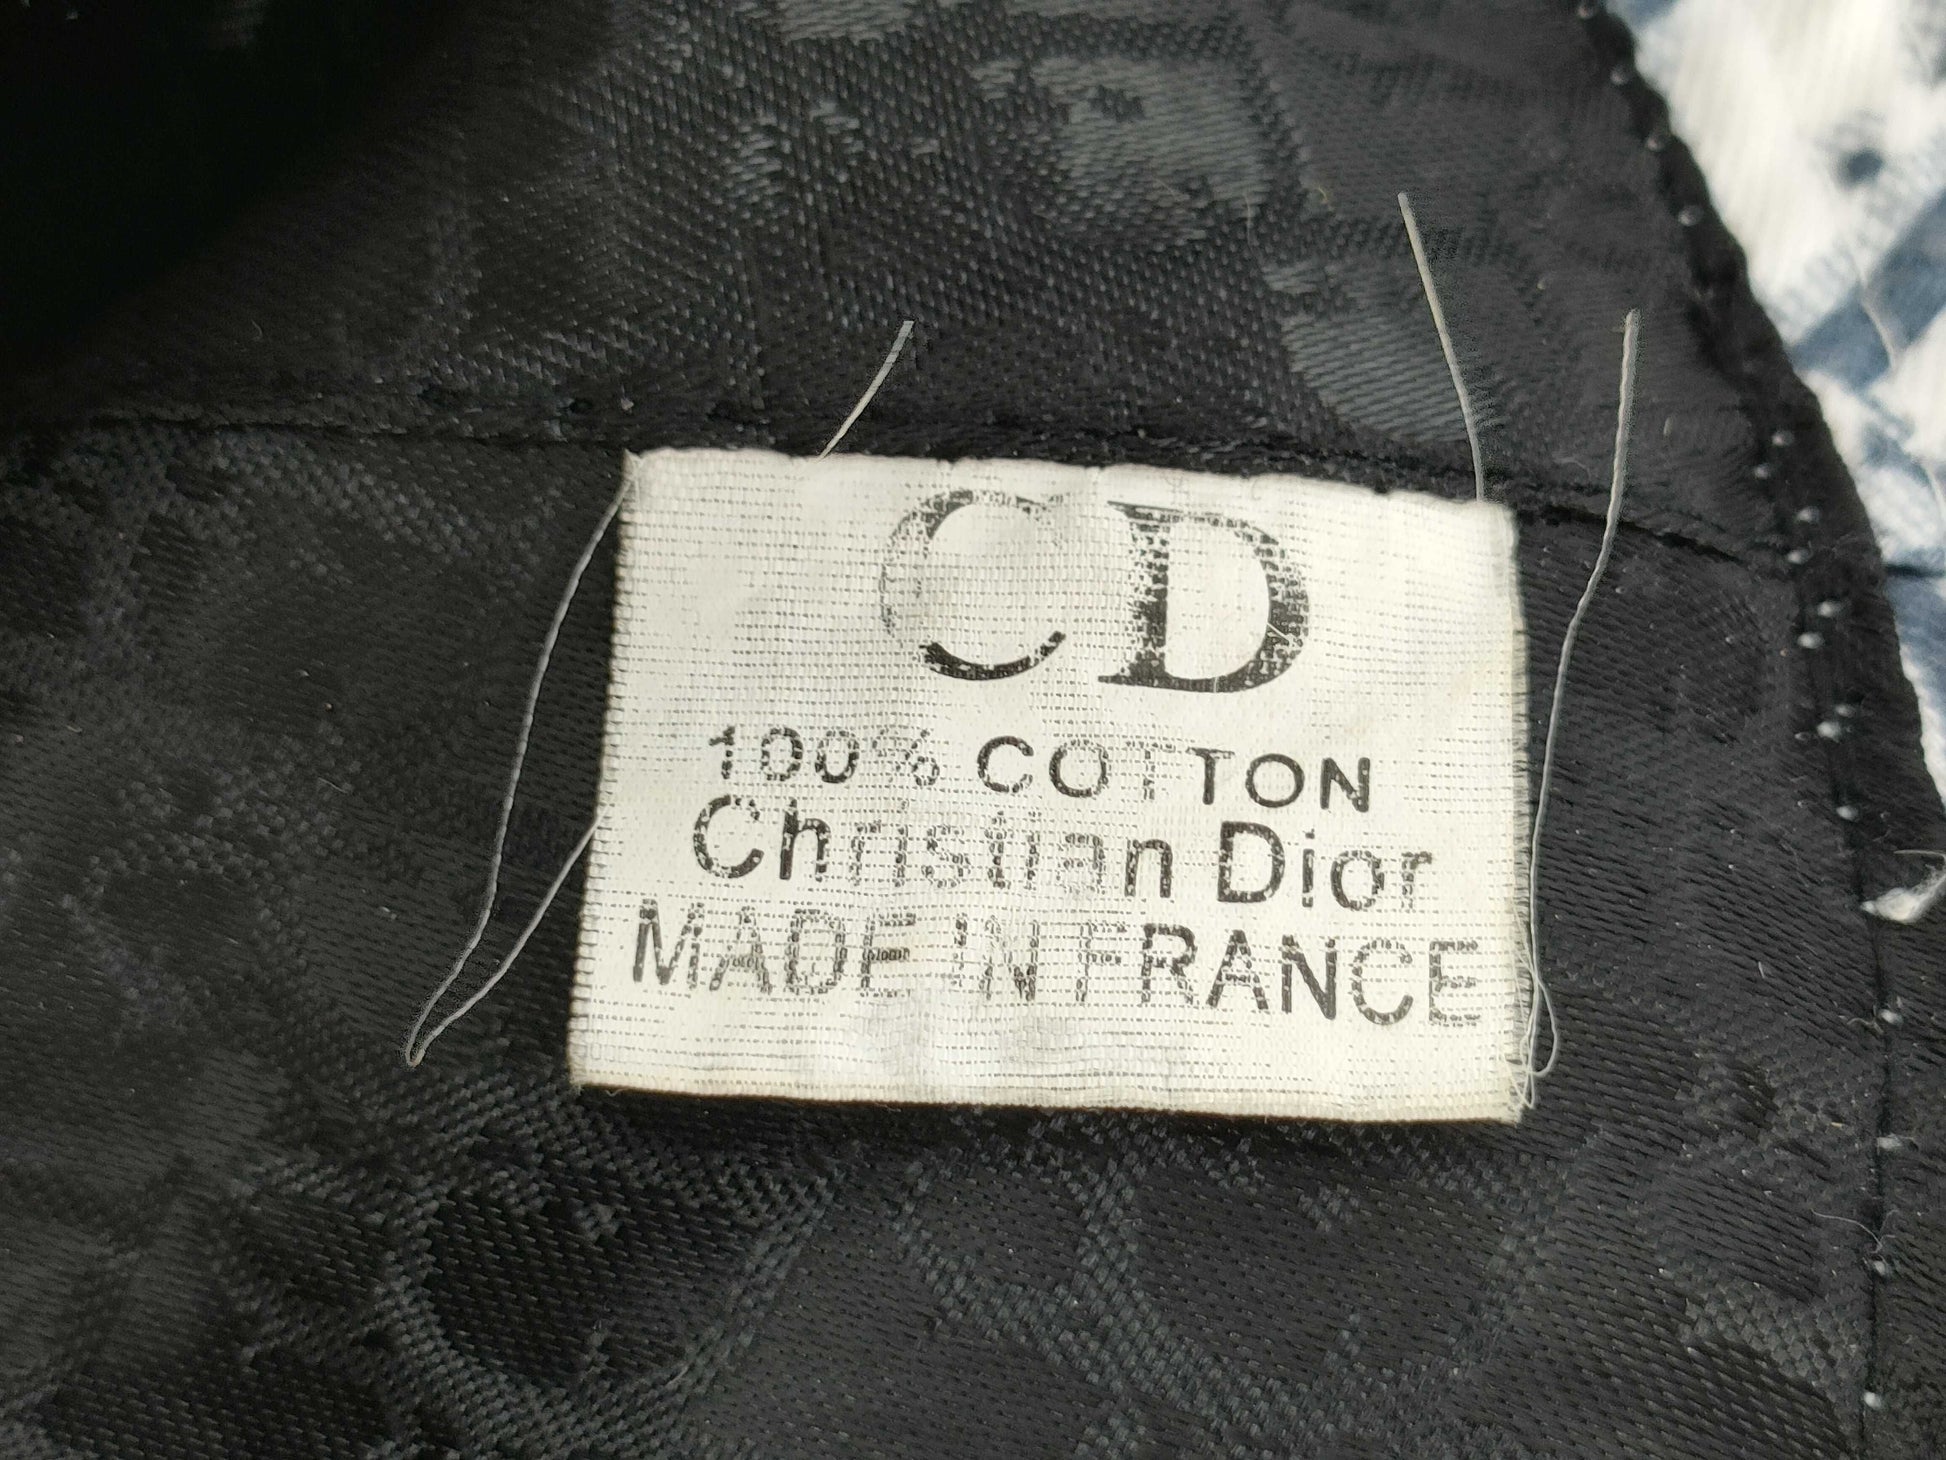 CD
100% COTTON
Christian Dior
MADE IN FRANCE